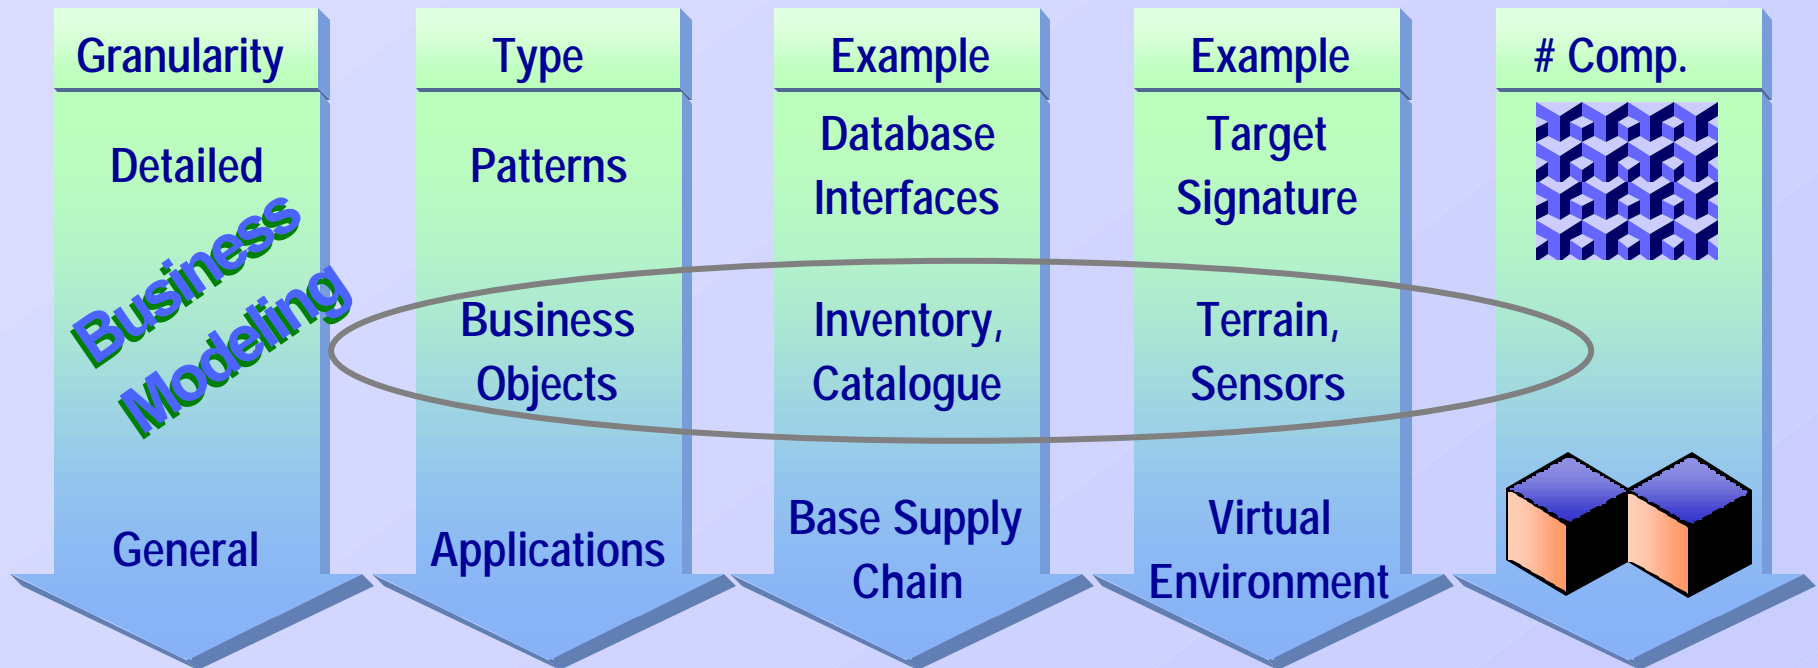 Granularity
Type
Example
Example
# Comp.
Detailed
Patterns
Database
Interfaces
Target
Signature
Business
Modeling
Business
Objects
Inventory,
Catalogue
Terrain,
Sensors
General
Applications
Base Supply
Chain
Virtual
Environment